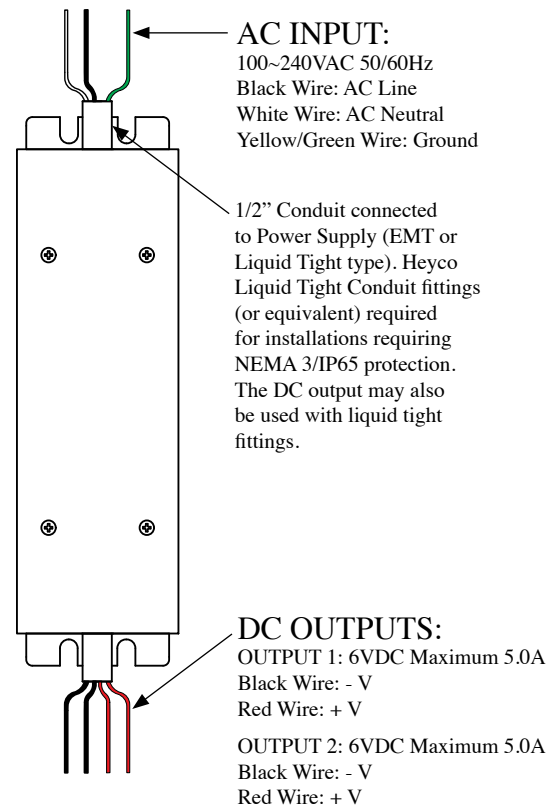 AC INPUT:
100~240VAC 50/60Hz
Black Wire: AC Line
White Wire: AC Neutral
Yellow/Green Wire: Ground
1/2” Conduit connected
to Power Supply (EMT or
Liquid Tight type). Heyco
Liquid Tight Conduit fittings
(or equivalent) required
for installations requiring
NEMA 3/IP65 protection.
The DC output may also
be used with liquid tight
fittings.
DC OUTPUTS:
OUTPUT 1: 6VDC Maximum 5.0A
Black Wire: - V
Red Wire: + V
OUTPUT 2: 6VDC Maximum 5.0A
Black Wire: - V
Red Wire: + V